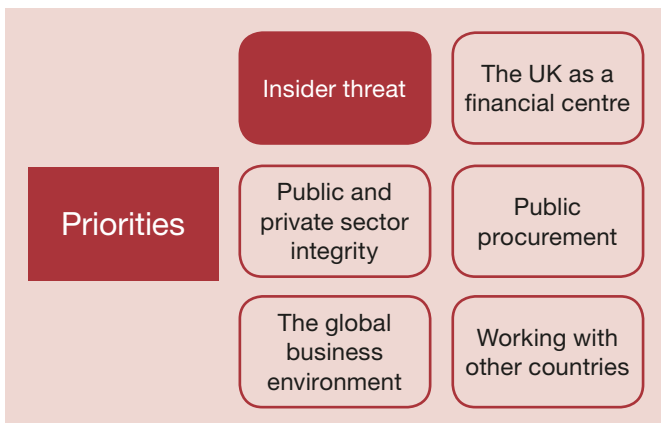 Insider threat
The UK as a
financial centre
Priorities
Public and
private sector
integrity
Public
procurement
The global
business
environment
Working with
other countries